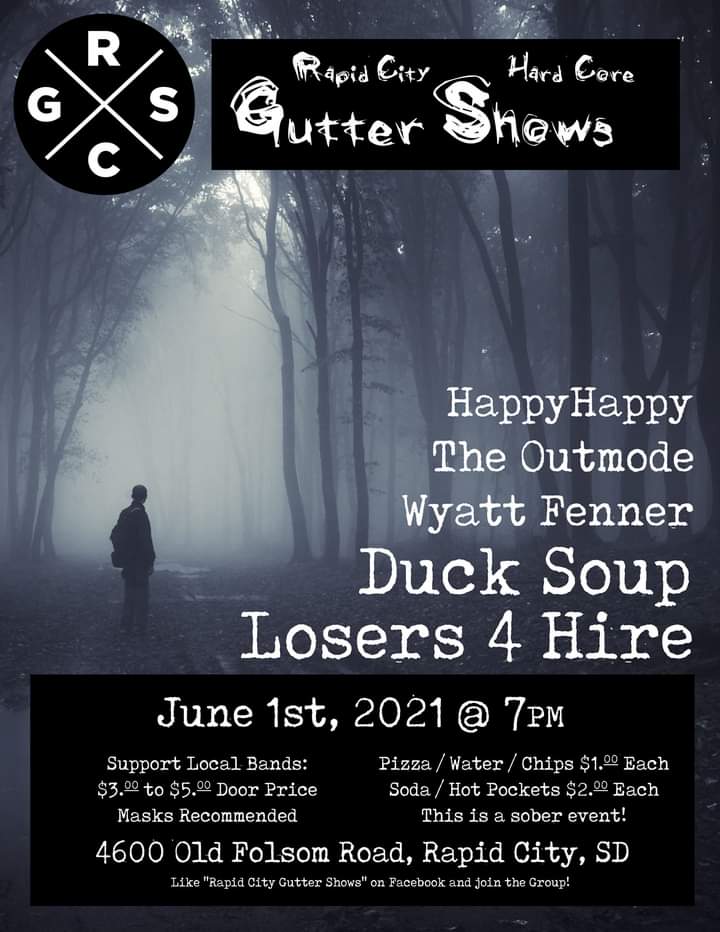 R
G S
C
Rapid City Hard Core
Gutter Shows
HappyHappy
The Outmode
Wyatt Fenner
Duck Soup
Losers 4 Hire
June 1st, 2021 @ 7PM
Support Local Bands:
$3.00 to $5.00 Door Price
Masks Recommended
Pizza / Water / Chips $1.00 Each
Soda / Hot Pockets $2.00 Each
This is a sober event!
4600 Old Folsom Road, Rapid City, SD
Like "Rapid City Gutter Shows" on Facebook and join the Group!